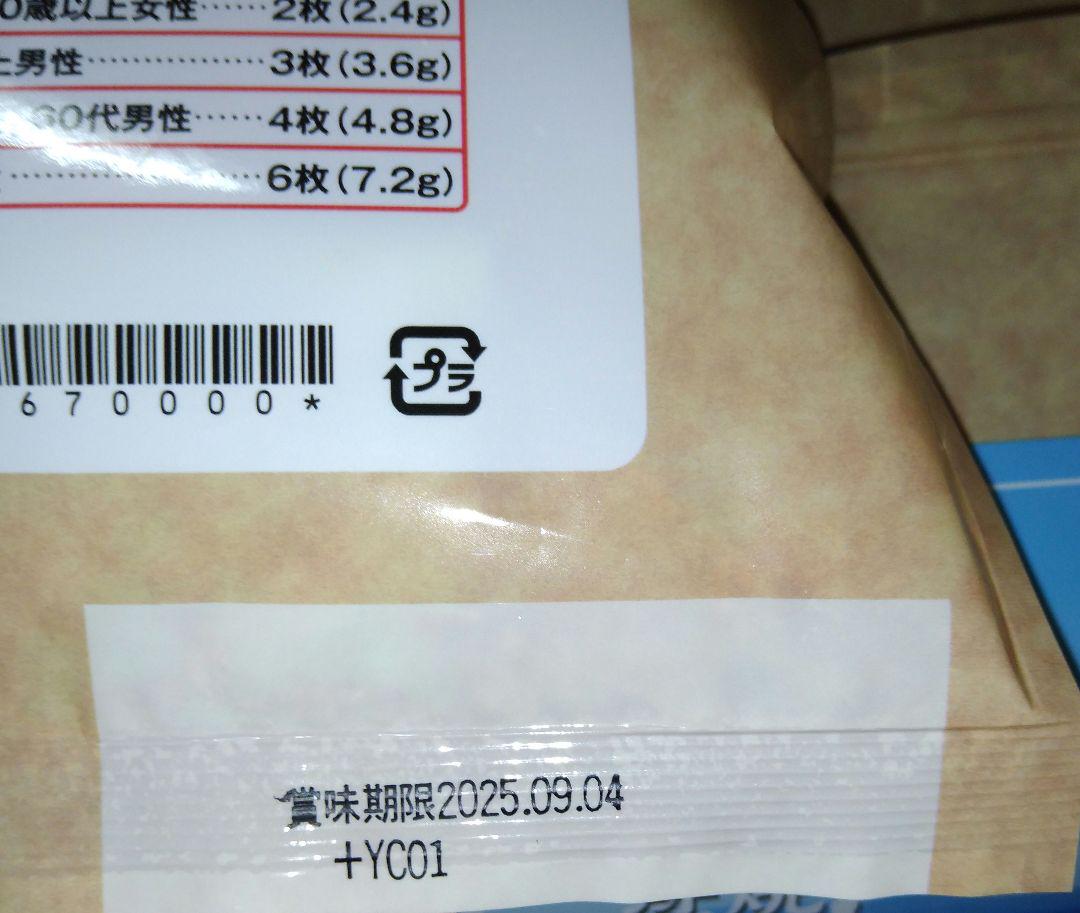 0歳以上女性……2枚(2.4g)
上男性………………3枚(3.6g)
60代男性……4枚(4.8g)
…………………6枚(7.2g)
670000*
プラ
賞味期限2025.09.04
+YC01